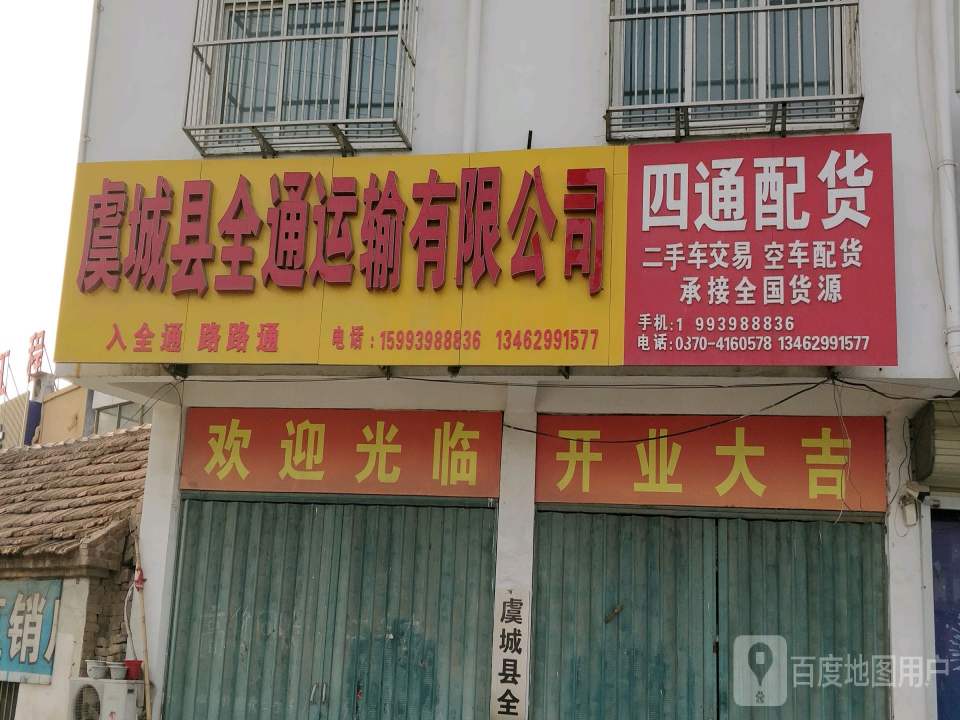 虞城县全通运输有限公司
入全通 路路通 电话:15993988836 13462991577
四通配货
二手车交易 空车配货
承接全国货源
手机:1 993988836
电话:0370-4160578 13462991577
欢迎光临
开业大吉
虞城县全
销
百度地图用户